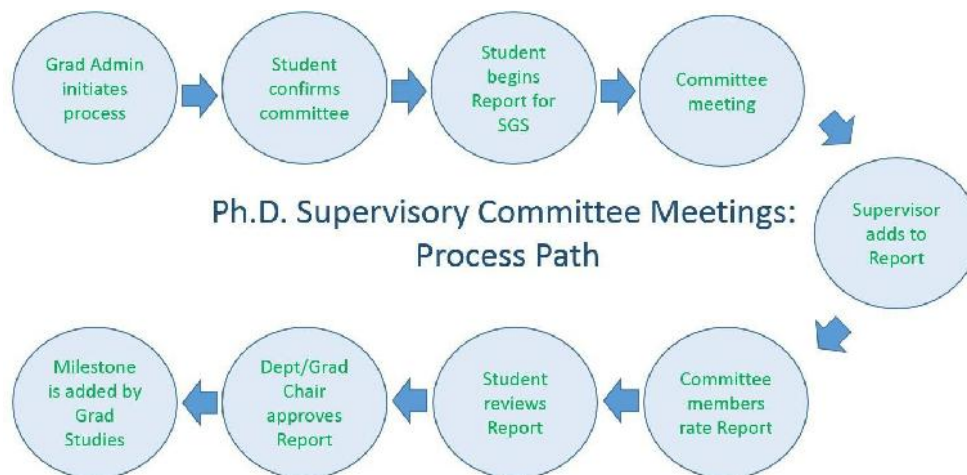 Grad Admin
initiates
process
Student
confirms
committee
Student
begins
Report for
SGS
Committee
meeting
Ph.D. Supervisory Committee Meetings:
Process Path
Supervisor
adds to
Report
Committee
members
rate Report
Student
reviews
Report
Dept/Grad
Chair
approves
Report
Milestone
is added by
Grad
Studies